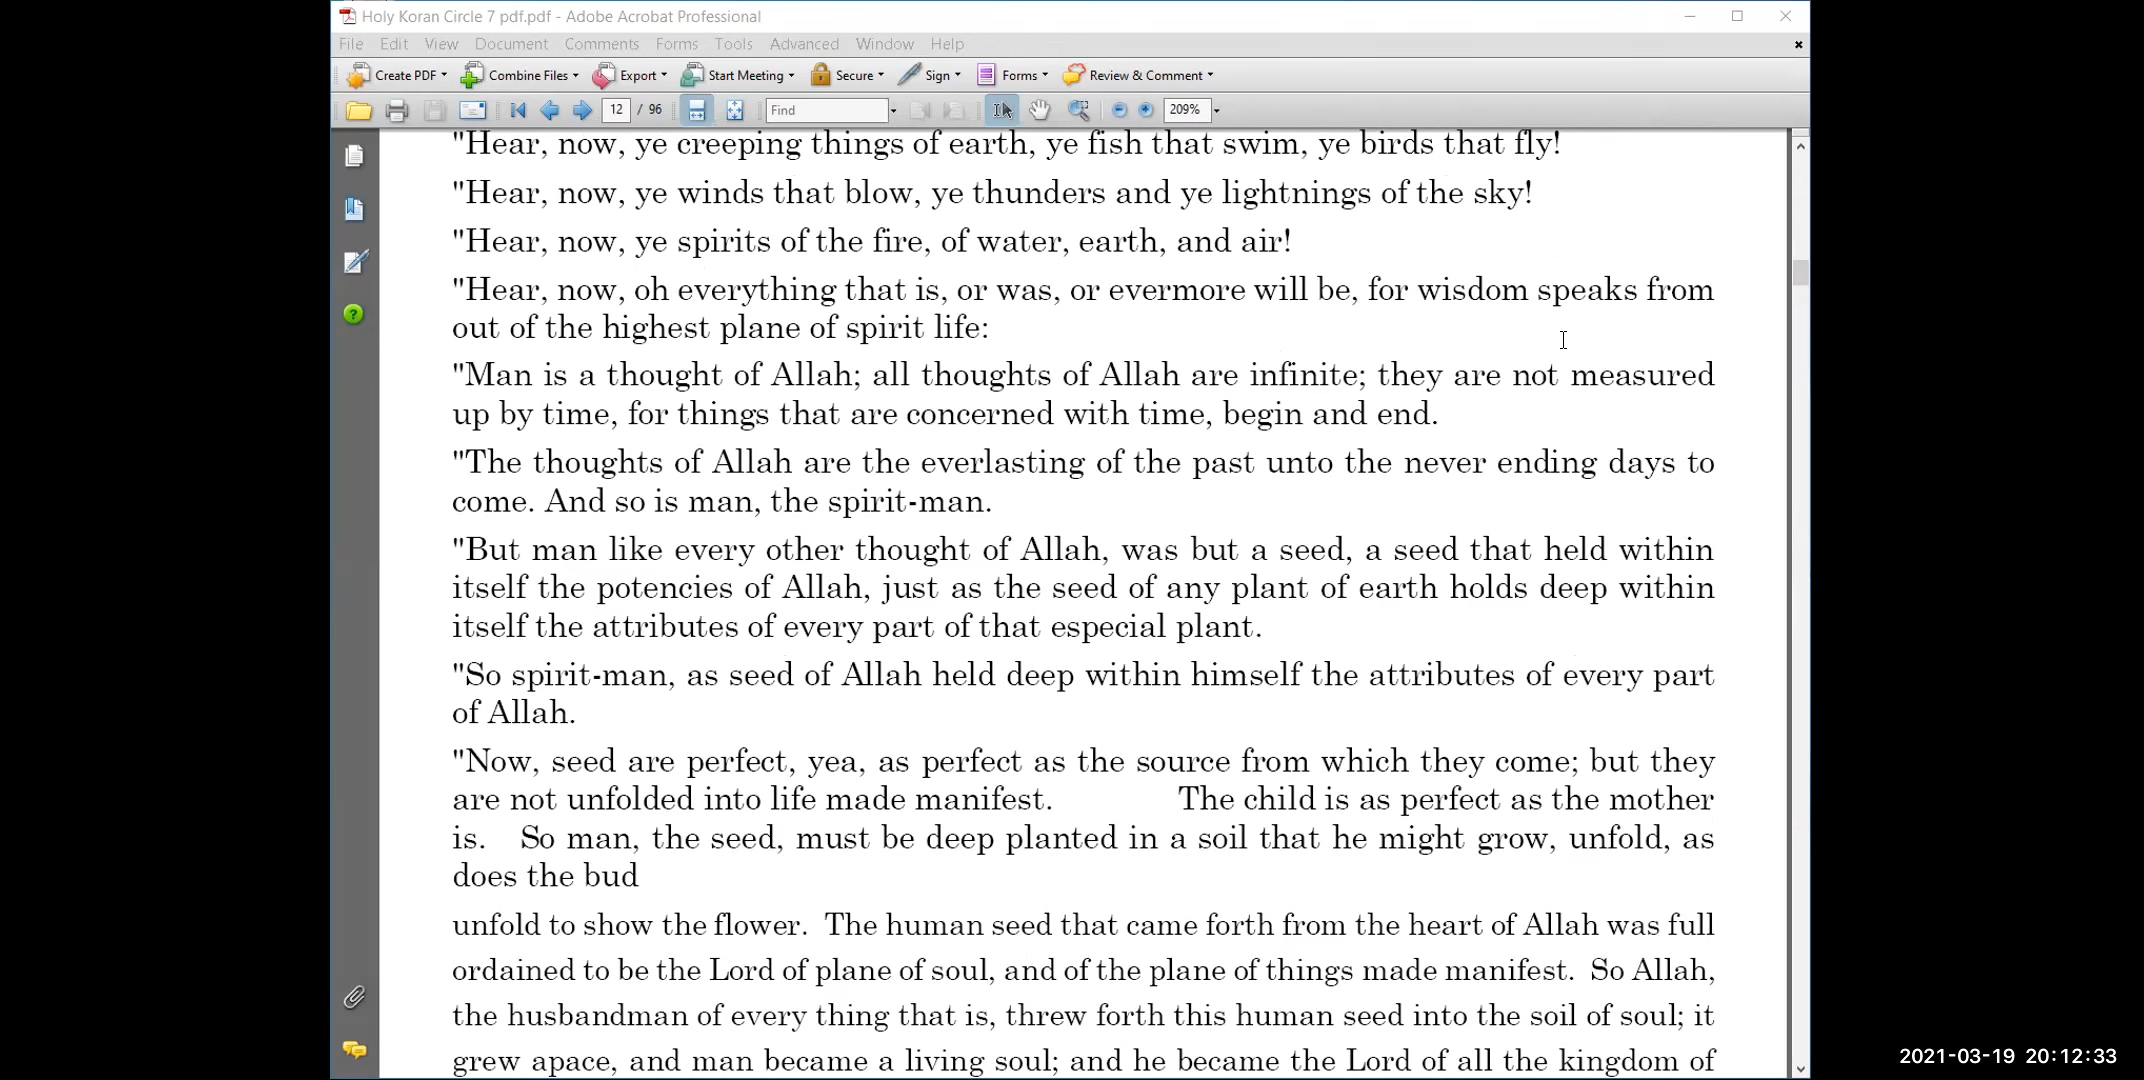 Holy Koran Circle 7 pdf.pdf - Adobe Acrobat Professional
File Edit View Document Comments Forms Tools Advanced Window Help
Create PDF Combine Files Export Start Meeting Secure Sign Forms Review & Comment
12 / 96 Find 209%
"Hear, now, ye creeping things of earth, ye fish that swim, ye birds that fly!
"Hear, now, ye winds that blow, ye thunders and ye lightnings of the sky!
"Hear, now, ye spirits of the fire, of water, earth, and air!
"Hear, now, oh everything that is, or was, or evermore will be, for wisdom speaks from
out of the highest plane of spirit life:
"Man is a thought of Allah; all thoughts of Allah are infinite; they are not measured
up by time, for things that are concerned with time, begin and end.
"The thoughts of Allah are the everlasting of the past unto the never ending days to
come. And so is man, the spirit-man.
"But man like every other thought of Allah, was but a seed, a seed that held within
itself the potencies of Allah, just as the seed of any plant of earth holds deep within
itself the attributes of every part of that especial plant.
"So spirit-man, as seed of Allah held deep within himself the attributes of every part
of Allah.
"Now, seed are perfect, yea, as perfect as the source from which they come; but they
are not unfolded into life made manifest. The child is as perfect as the mother
is. So man, the seed, must be deep planted in a soil that he might grow, unfold, as
does the bud
unfold to show the flower. The human seed that came forth from the heart of Allah was full
ordained to be the Lord of plane of soul, and of the plane of things made manifest. So Allah,
the husbandman of every thing that is, threw forth this human seed into the soil of soul; it
grew apace, and man became a living soul; and he became the Lord of all the kingdom of
2021-03-19 20:12:33